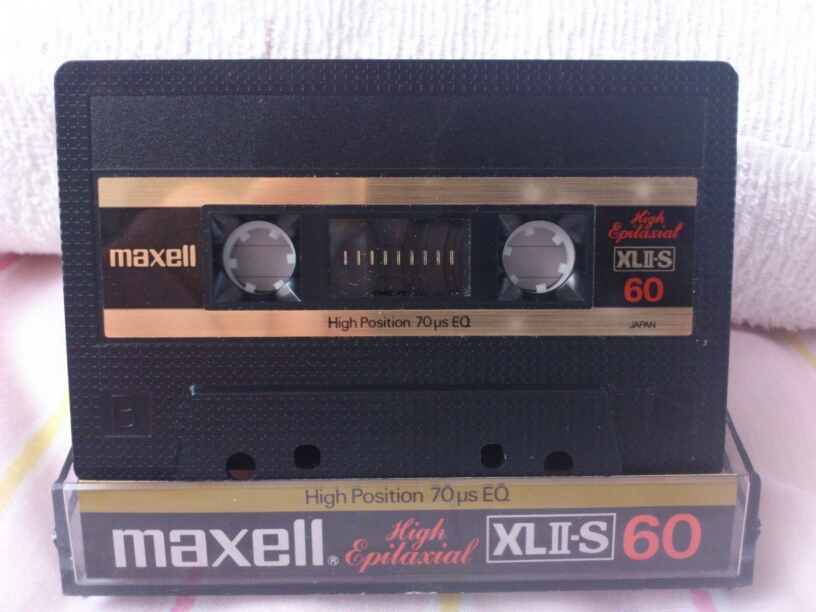 maxell
High
Epitaxial
XLII-S
60
High Position 70µs EQ
JAPAN
B
High Position 70µs EQ
maxell® High Epitaxial XLII-S 60